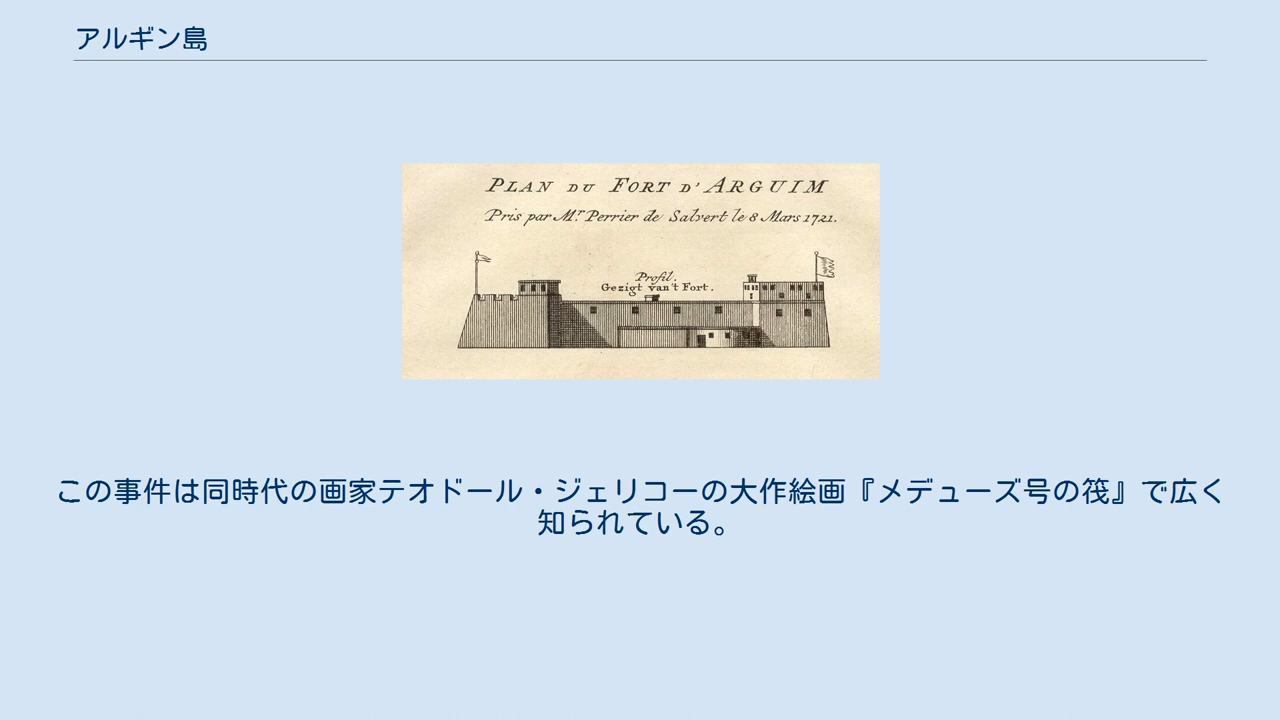 アルギン島
PLAN DU FORT D' ARGUIM
Pris par Mr. Perrier de Salvert le 8 Mars 1721.
Profil.
Gezigt van't Fort.
この事件は同時代の画家テオドール・ジェリコーの大作絵画『メデューズ号の筏』で広く
知られている。